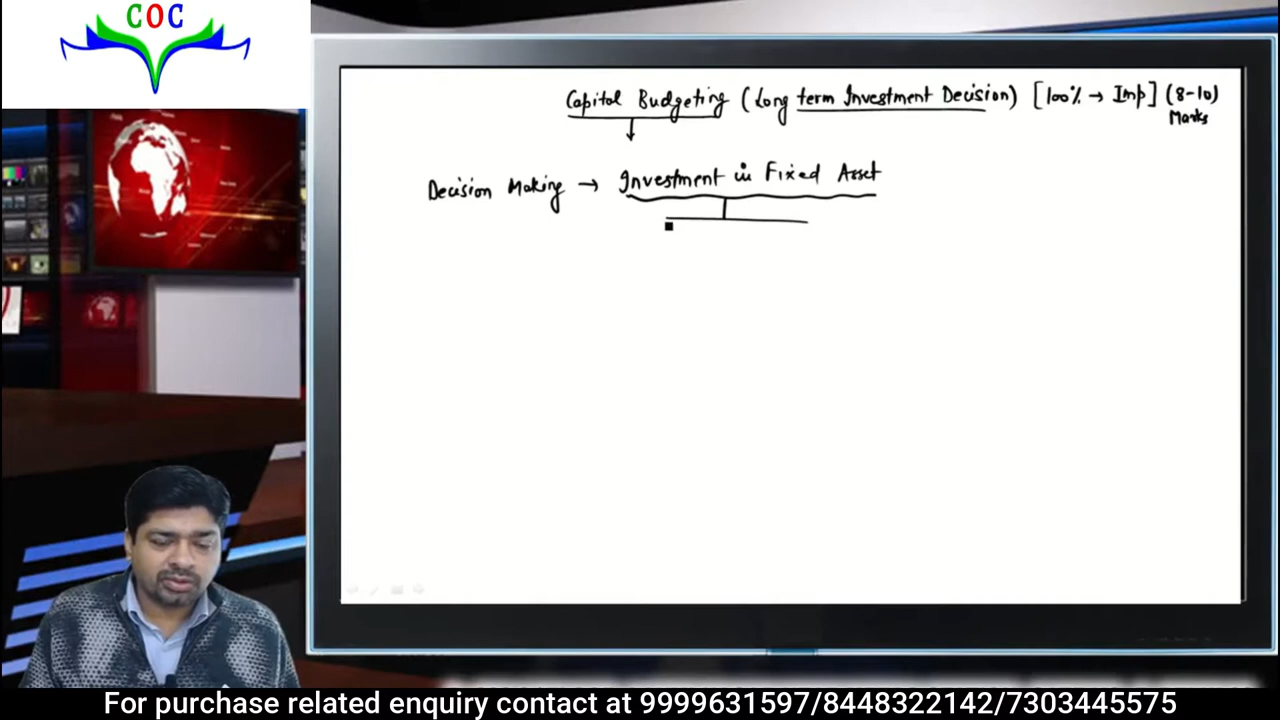 COC
Capital Budgeting (Long term Investment Decision) [100% → Imp] (8-10)
Marks
Decision Making → Investment in Fixed Asset
For purchase related enquiry contact at 9999631597/8448322142/7303445575